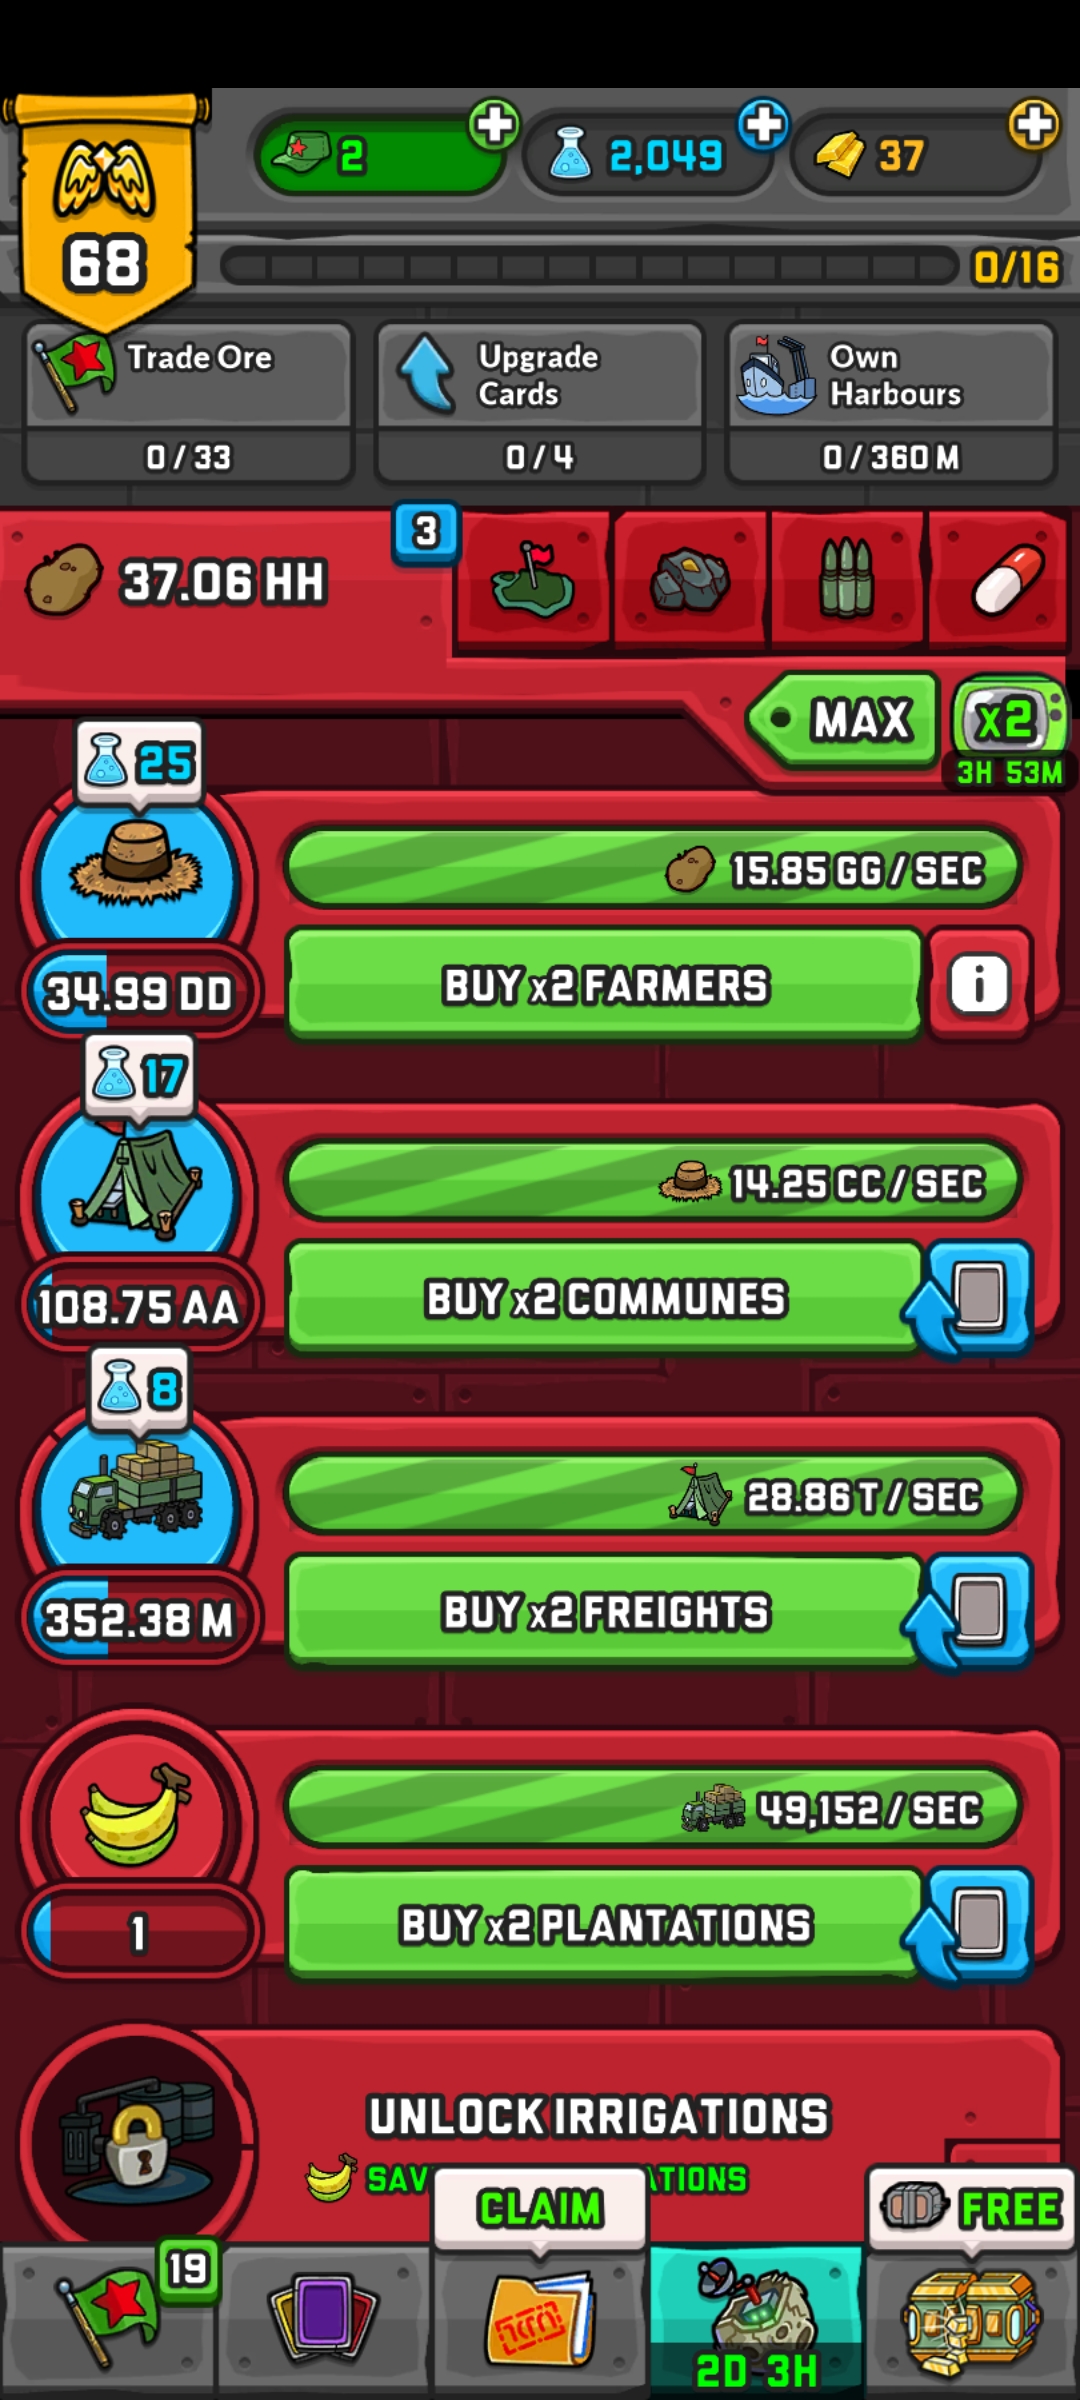 2
2,049
37
68
0/16
Trade Ore
0/33
Upgrade
Cards
0/4
Own
Harbours
0/360 M
37.06 HH
3
MAX
x2
3H 53M
25
15.85 GG / SEC
34.99 DD
BUY x2 FARMERS
i
17
14.25 CC / SEC
108.75 AA
BUY x2 COMMUNES
8
28.86 T / SEC
352.38 M
BUY x2 FREIGHTS
49,152 / SEC
1
BUY x2 PLANTATIONS
UNLOCK IRRIGATIONS
CLAIM
FREE
19
2D 3H